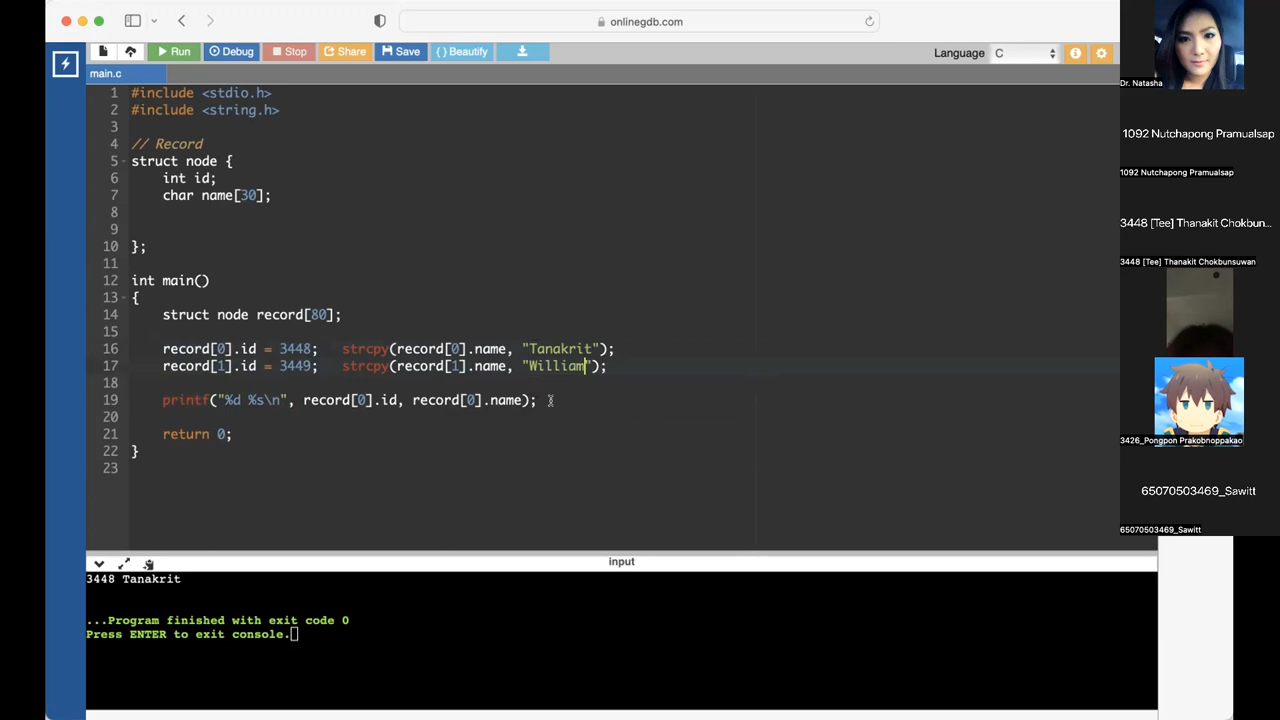 onlinegdb.com
Run Debug Stop Share Save { } Beautify Language C
main.c
1 #include <stdio.h>
2 #include <string.h>
3
4 // Record
5 struct node {
6 int id;
7 char name[30];
8
9
10 };
11
12 int main()
13 {
14 struct node record[80];
15
16 record[0].id = 3448; strcpy(record[0].name, "Tanakrit");
17 record[1].id = 3449; strcpy(record[1].name, "William");
18
19 printf("%d %s\n", record[0].id, record[0].name);
20
21 return 0;
22 }
23
input
3448 Tanakrit
...Program finished with exit code 0
Press ENTER to exit console.
Dr. Natasha
1092 Nutchapong Pramualsap
1092 Nutchapong Pramualsap
3448 [Tee] Thanakit Chokbun...
3448 [Tee] Thanakit Chokbunsuwan
3426_Pongpon Prakobnoppakao
65070503469_Sawitt
65070503469_Sawitt